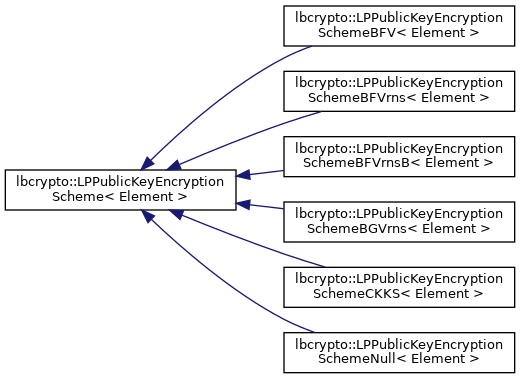 lbcrypto::LPPublicKeyEncryption
SchemeBFV< Element >
lbcrypto::LPPublicKeyEncryption
SchemeBFVrns< Element >
lbcrypto::LPPublicKeyEncryption
SchemeBFVrnsB< Element >
lbcrypto::LPPublicKeyEncryption
Scheme< Element >
lbcrypto::LPPublicKeyEncryption
SchemeBGVrns< Element >
lbcrypto::LPPublicKeyEncryption
SchemeCKKS< Element >
lbcrypto::LPPublicKeyEncryption
SchemeNull< Element >